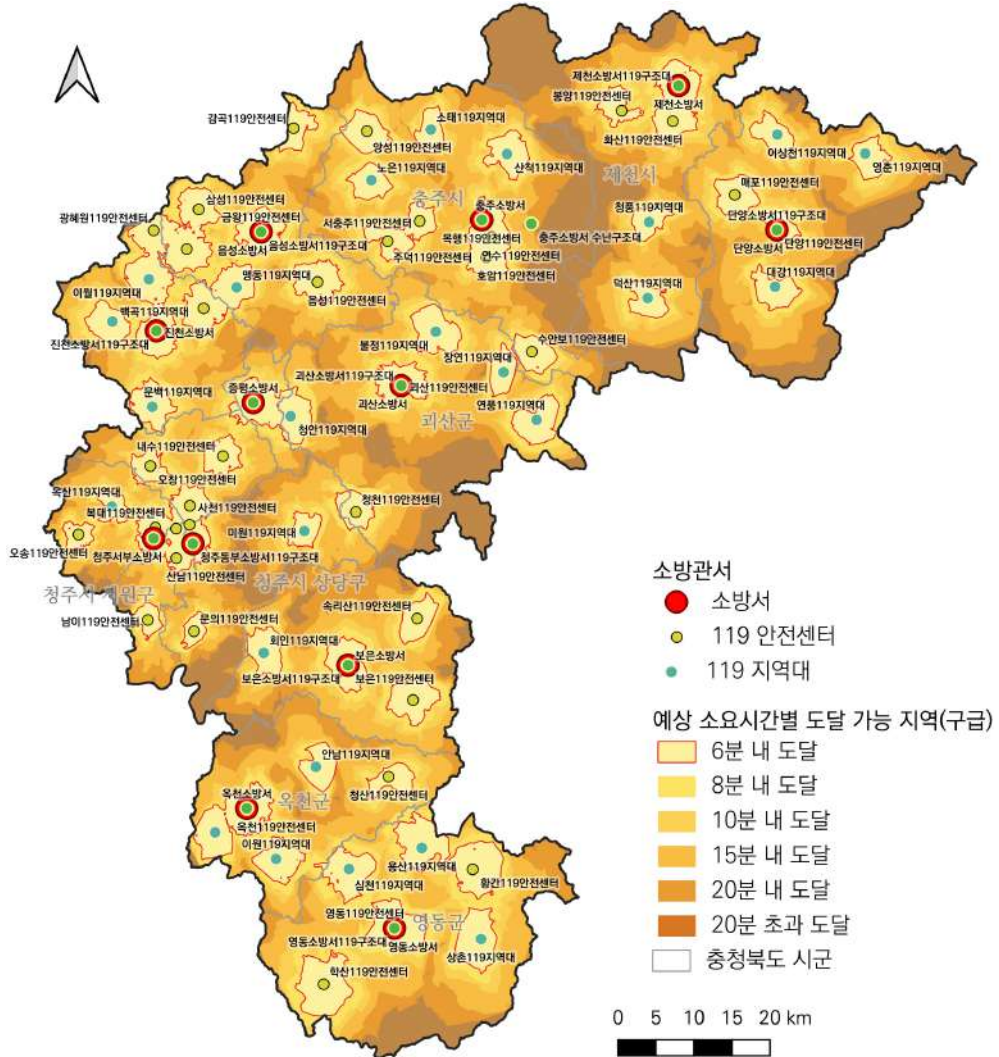 제천소방서119구조대
봉양119안전센터
제천소방서
화산119안전센터
감곡119안전센터
소태119지역대
앙성119안전센터
어상천119지역대
영춘119지역대
노은119지역대
산척119지역대
제천시
매포119안전센터
충주시
삼성119안전센터
광혜원119안전센터
금왕119안전센터
서충주119안전센터
충주소방서
청풍119지역대
단양소방서119구조대
목행119안전센터
충주소방서 수난구조대
음성소방서
음성소방서119구조대
단양소방서
단양119안전센터
주덕119안전센터
연수119안전센터
호암119안전센터
이월119지역대
맹동119지역대
음성119안전센터
덕산119지역대
대강119지역대
백곡119지역대
진천소방서
진천소방서119구조대
불정119지역대
수안보119안전센터
장연119지역대
괴산소방서119구조대
괴산119안전센터
증평소방서
문백119지역대
괴산소방서
연풍119지역대
청안119지역대
괴산군
내수119안전센터
오창119안전센터
옥산119지역대
사천119안전센터
청천119안전센터
복대119안전센터
미원119지역대
오송119안전센터
청주서부소방서
청주동부소방서119구조대
산남119안전센터
청주시 상당구
청주시 서원구
속리산119안전센터
남이119안전센터
문의119안전센터
회인119지역대
보은소방서
보은소방서119구조대
보은119안전센터
안남119지역대
옥천소방서
옥천군
청산119안전센터
옥천119안전센터
이원119지역대
용산119지역대
심천119지역대
황간119안전센터
영동119안전센터
영동군
영동소방서119구조대
영동소방서
상촌119지역대
학산119안전센터
소방관서
소방서
119 안전센터
119 지역대
예상 소요시간별 도달 가능 지역(구급)
6분 내 도달
8분 내 도달
10분 내 도달
15분 내 도달
20분 내 도달
20분 초과 도달
충청북도 시군
0 5 10 15 20 km